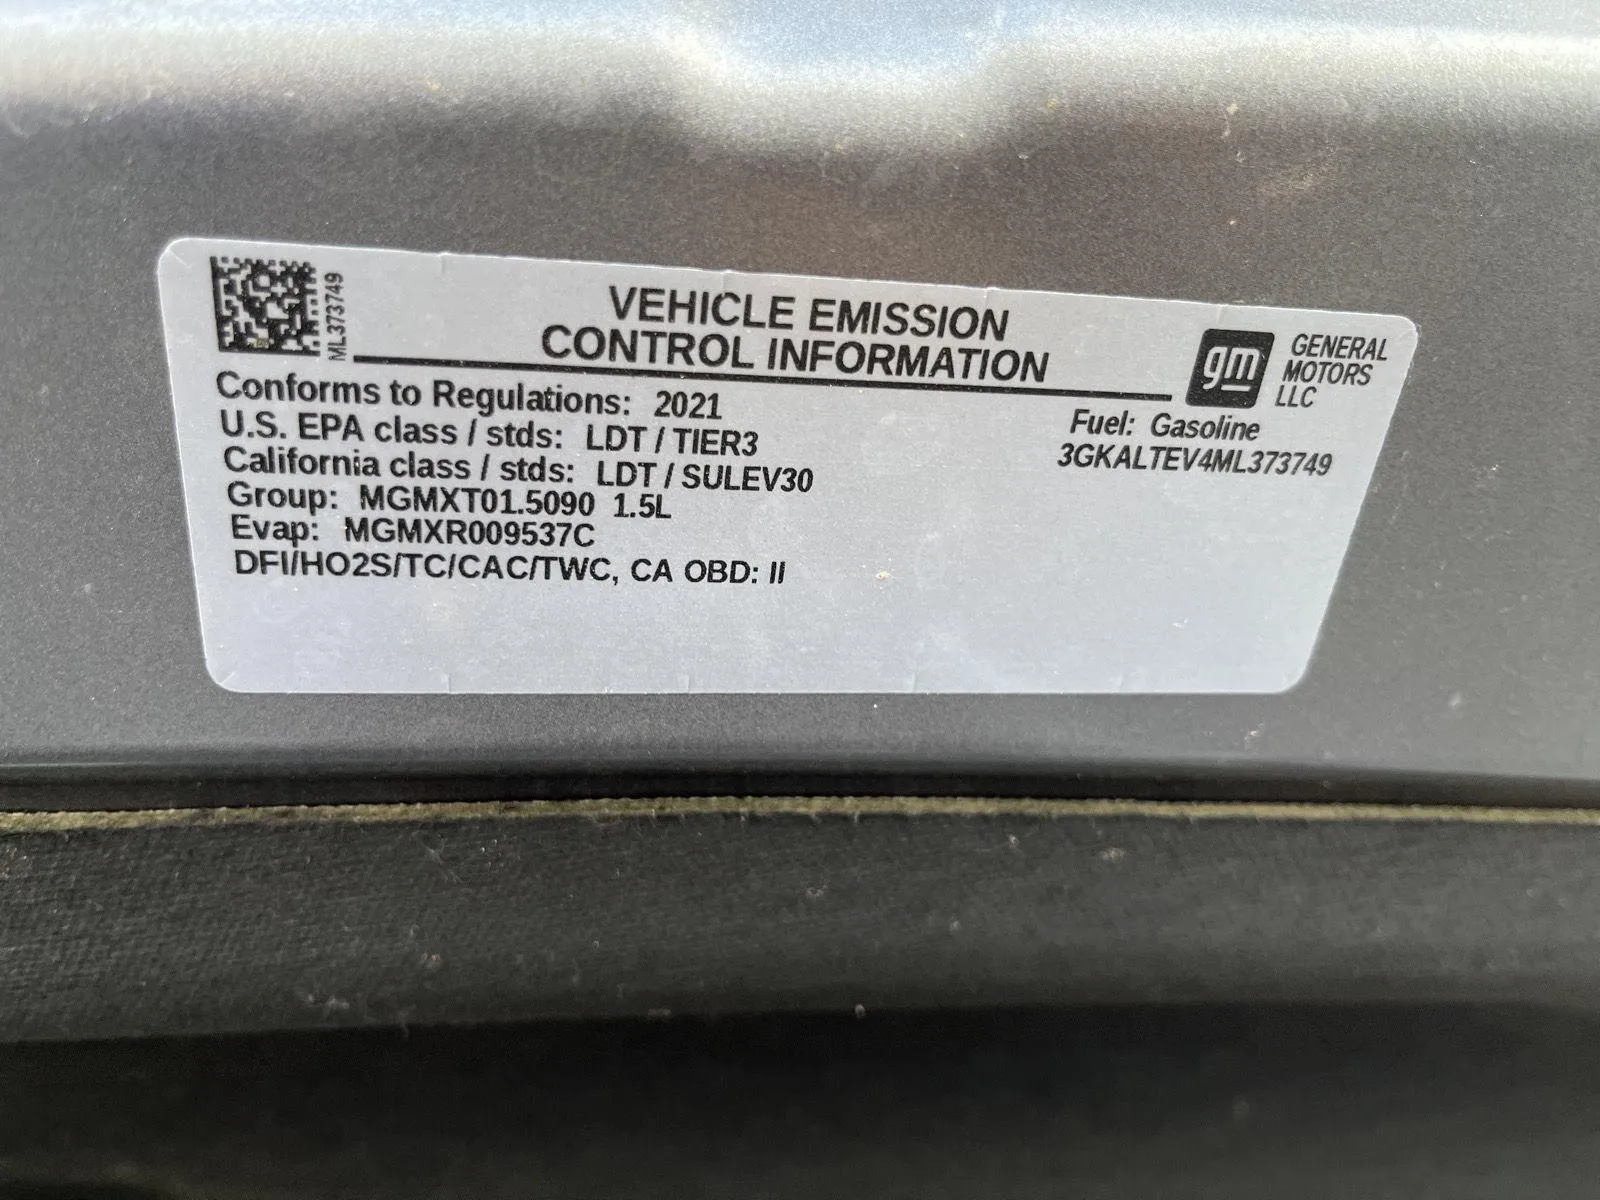 ML373749
VEHICLE EMISSION
CONTROL INFORMATION
gm
GENERAL
MOTORS
LLC
Conforms to Regulations: 2021
U.S. EPA class / stds: LDT / TIER3
California class / stds: LDT / SULEV30
Group: MGMXT01.5090 1.5L
Evap: MGMXR009537C
DFI/HO2S/TC/CAC/TWC, CA OBD: II
Fuel: Gasoline
3GKALTEV4ML373749